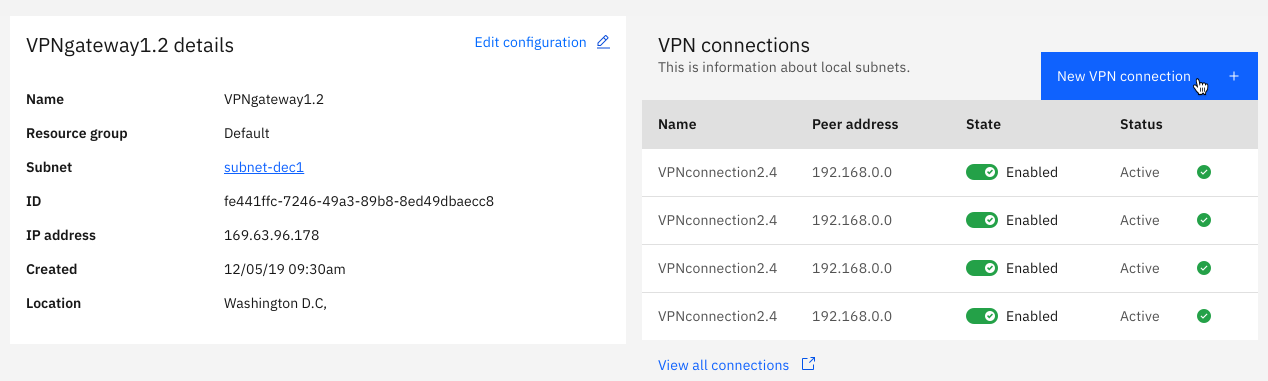 VPNgateway1.2 details
Edit configuration
Name VPNgateway1.2
Resource group Default
Subnet subnet-dec1
ID fe441ffc-7246-49a3-89b8-8ed49dbaecc8
IP address 169.63.96.178
Created 12/05/19 09:30am
Location Washington D.C,
VPN connections
This is information about local subnets.
New VPN connection +
Name Peer address State Status
VPNconnection2.4 192.168.0.0 Enabled Active
VPNconnection2.4 192.168.0.0 Enabled Active
VPNconnection2.4 192.168.0.0 Enabled Active
VPNconnection2.4 192.168.0.0 Enabled Active
View all connections